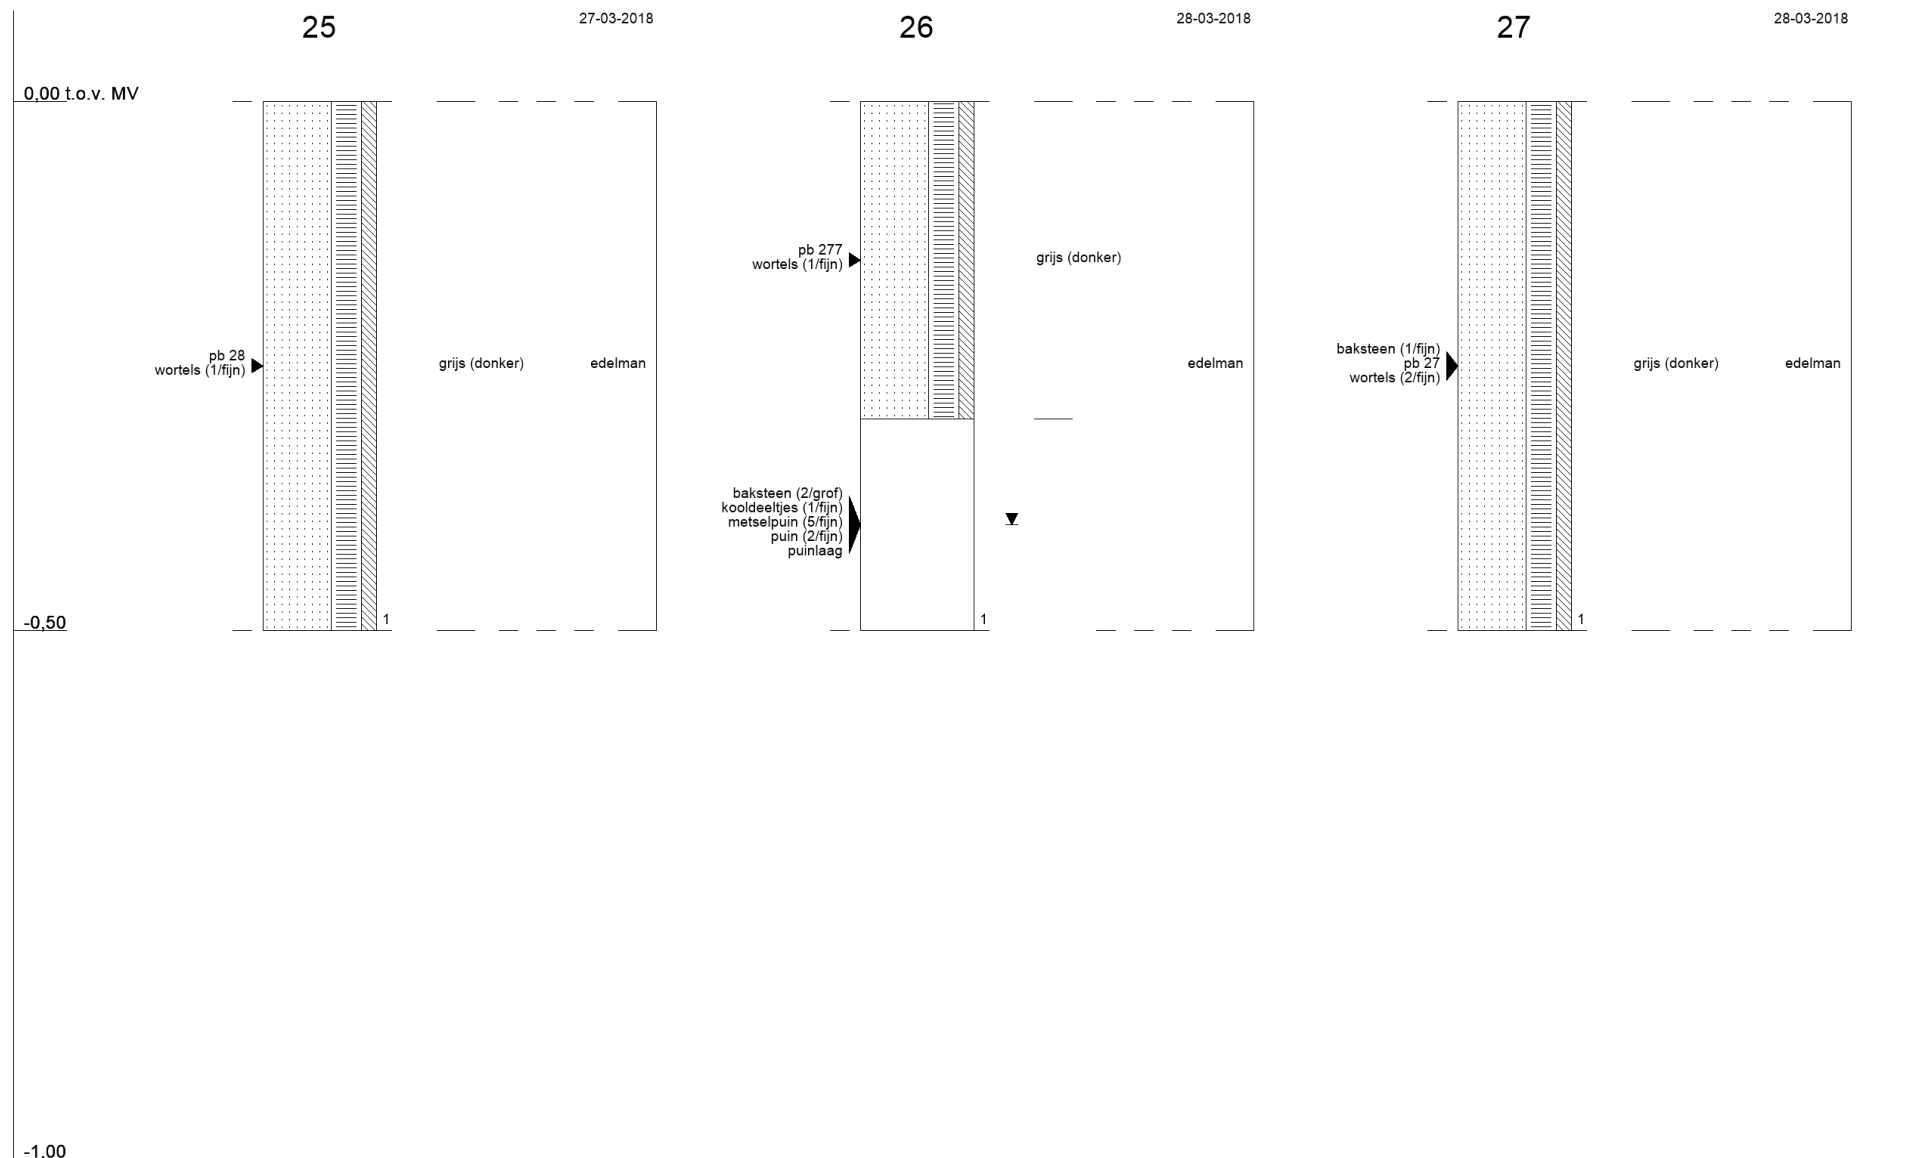 25
27-03-2018
26
28-03-2018
27
28-03-2018
0,00 t.o.v. MV
pb 28
wortels (1/fijn)
grijs (donker)
edelman
1
pb 277
wortels (1/fijn)
grijs (donker)
edelman
baksteen (2/grof)
kooldeeltjes (1/fijn)
metselpuin (5/fijn)
puin (2/fijn)
puinlaag
1
baksteen (1/fijn)
pb 27
wortels (2/fijn)
grijs (donker)
edelman
1
-0,50
-1,00